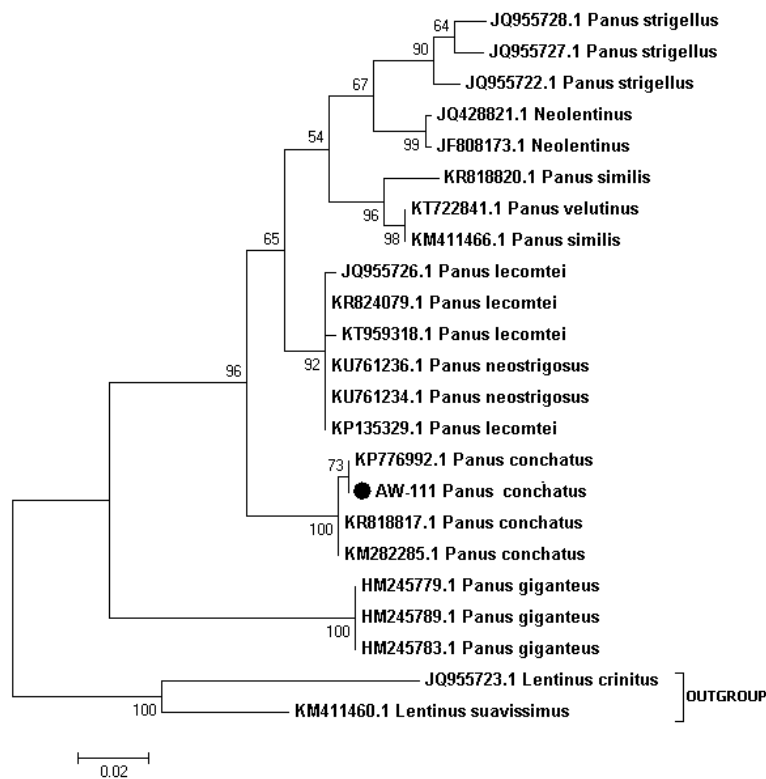 64
JQ955728.1 Panus strigellus
90
JQ955727.1 Panus strigellus
67
JQ955722.1 Panus strigellus
JQ428821.1 Neolentinus
54
99
JF808173.1 Neolentinus
KR818820.1 Panus similis
96
KT722841.1 Panus velutinus
65
98
KM411466.1 Panus similis
JQ955726.1 Panus lecomtei
KR824079.1 Panus lecomtei
KT959318.1 Panus lecomtei
96
92
KU761236.1 Panus neostrigosus
KU761234.1 Panus neostrigosus
KP135329.1 Panus lecomtei
73
KP776992.1 Panus conchatus
AW-111 Panus conchatus
100
KR818817.1 Panus conchatus
KM282285.1 Panus conchatus
HM245779.1 Panus giganteus
HM245789.1 Panus giganteus
100
HM245783.1 Panus giganteus
JQ955723.1 Lentinus crinitus
OUTGROUP
100
KM411460.1 Lentinus suavissimus
0.02